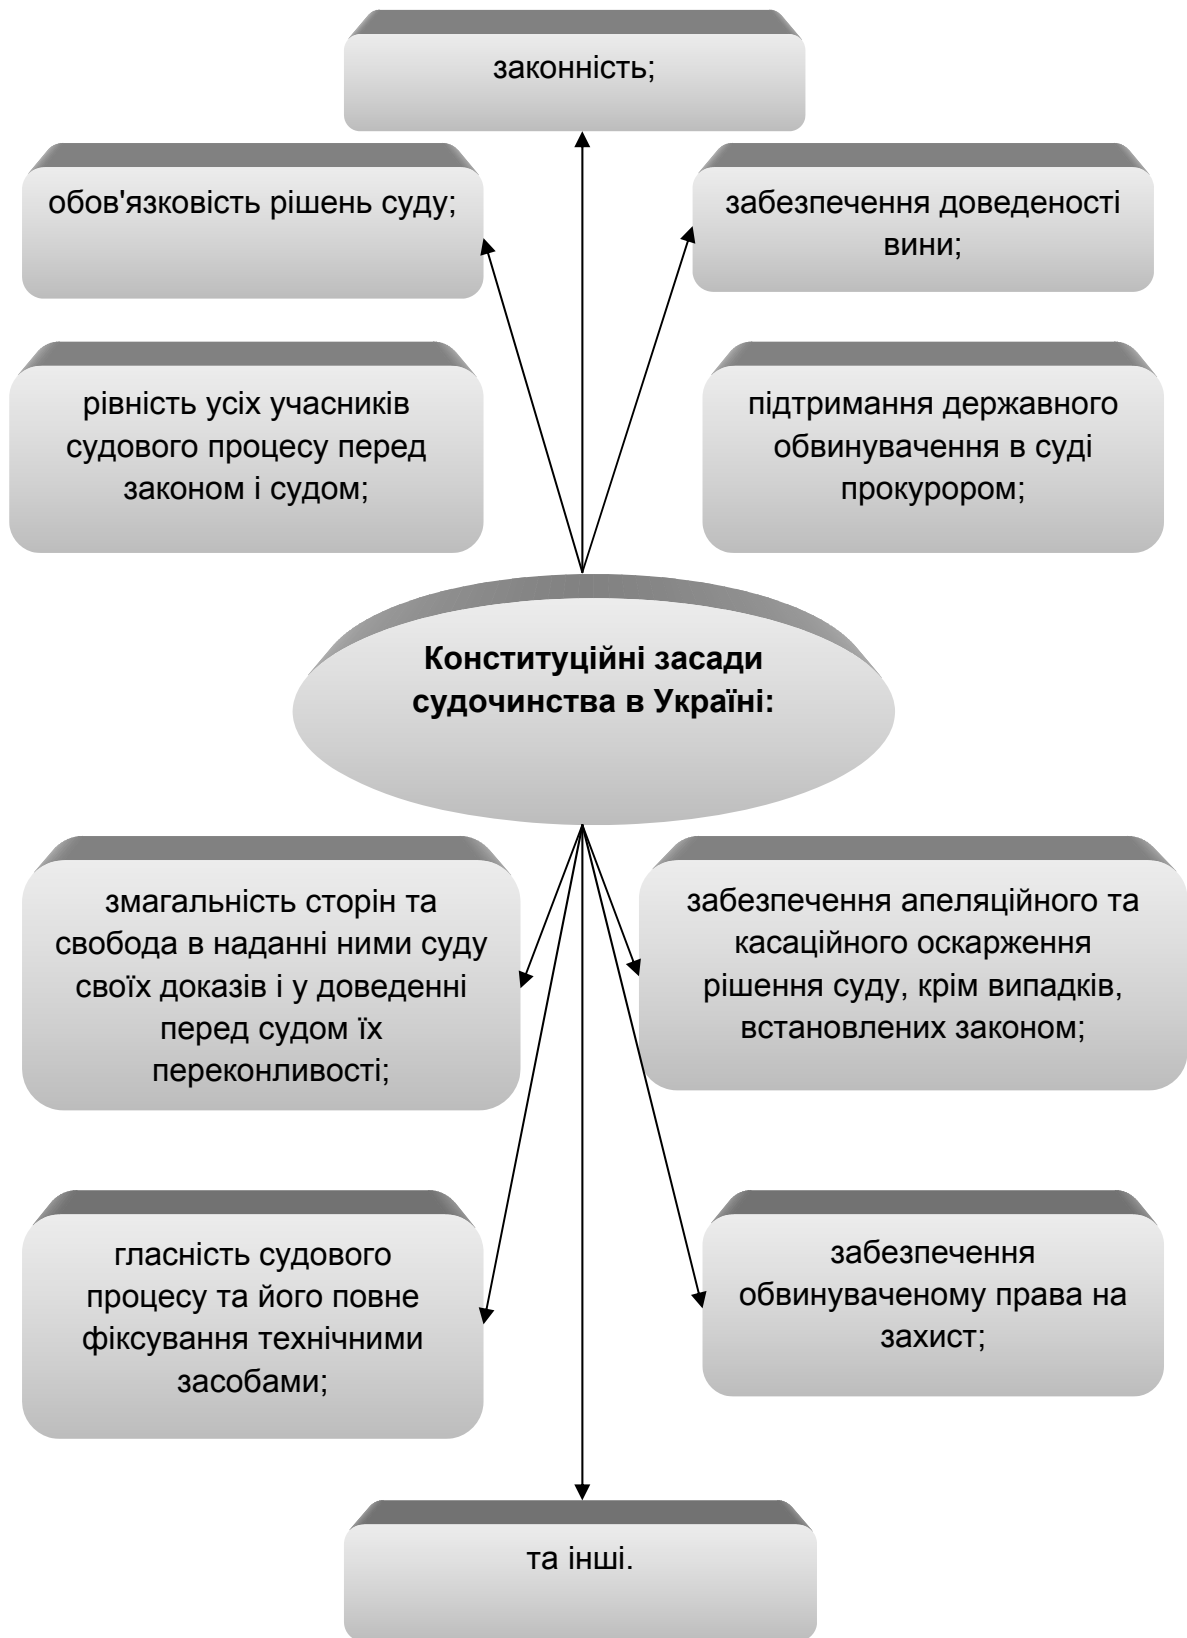 законність;
обов'язковість рішень суду;
забезпечення доведеності
вини;
рівність усіх учасників
судового процесу перед
законом і судом;
підтримання державного
обвинувачення в суді
прокурором;
Конституційні засади
судочинства в Україні:
змагальність сторін та
свобода в наданні ними суду
своїх доказів і у доведенні
перед судом їх
переконливості;
забезпечення апеляційного та
касаційного оскарження
рішення суду, крім випадків,
встановлених законом;
гласність судового
процесу та його повне
фіксування технічними
засобами;
забезпечення
обвинуваченому права на
захист;
та інші.